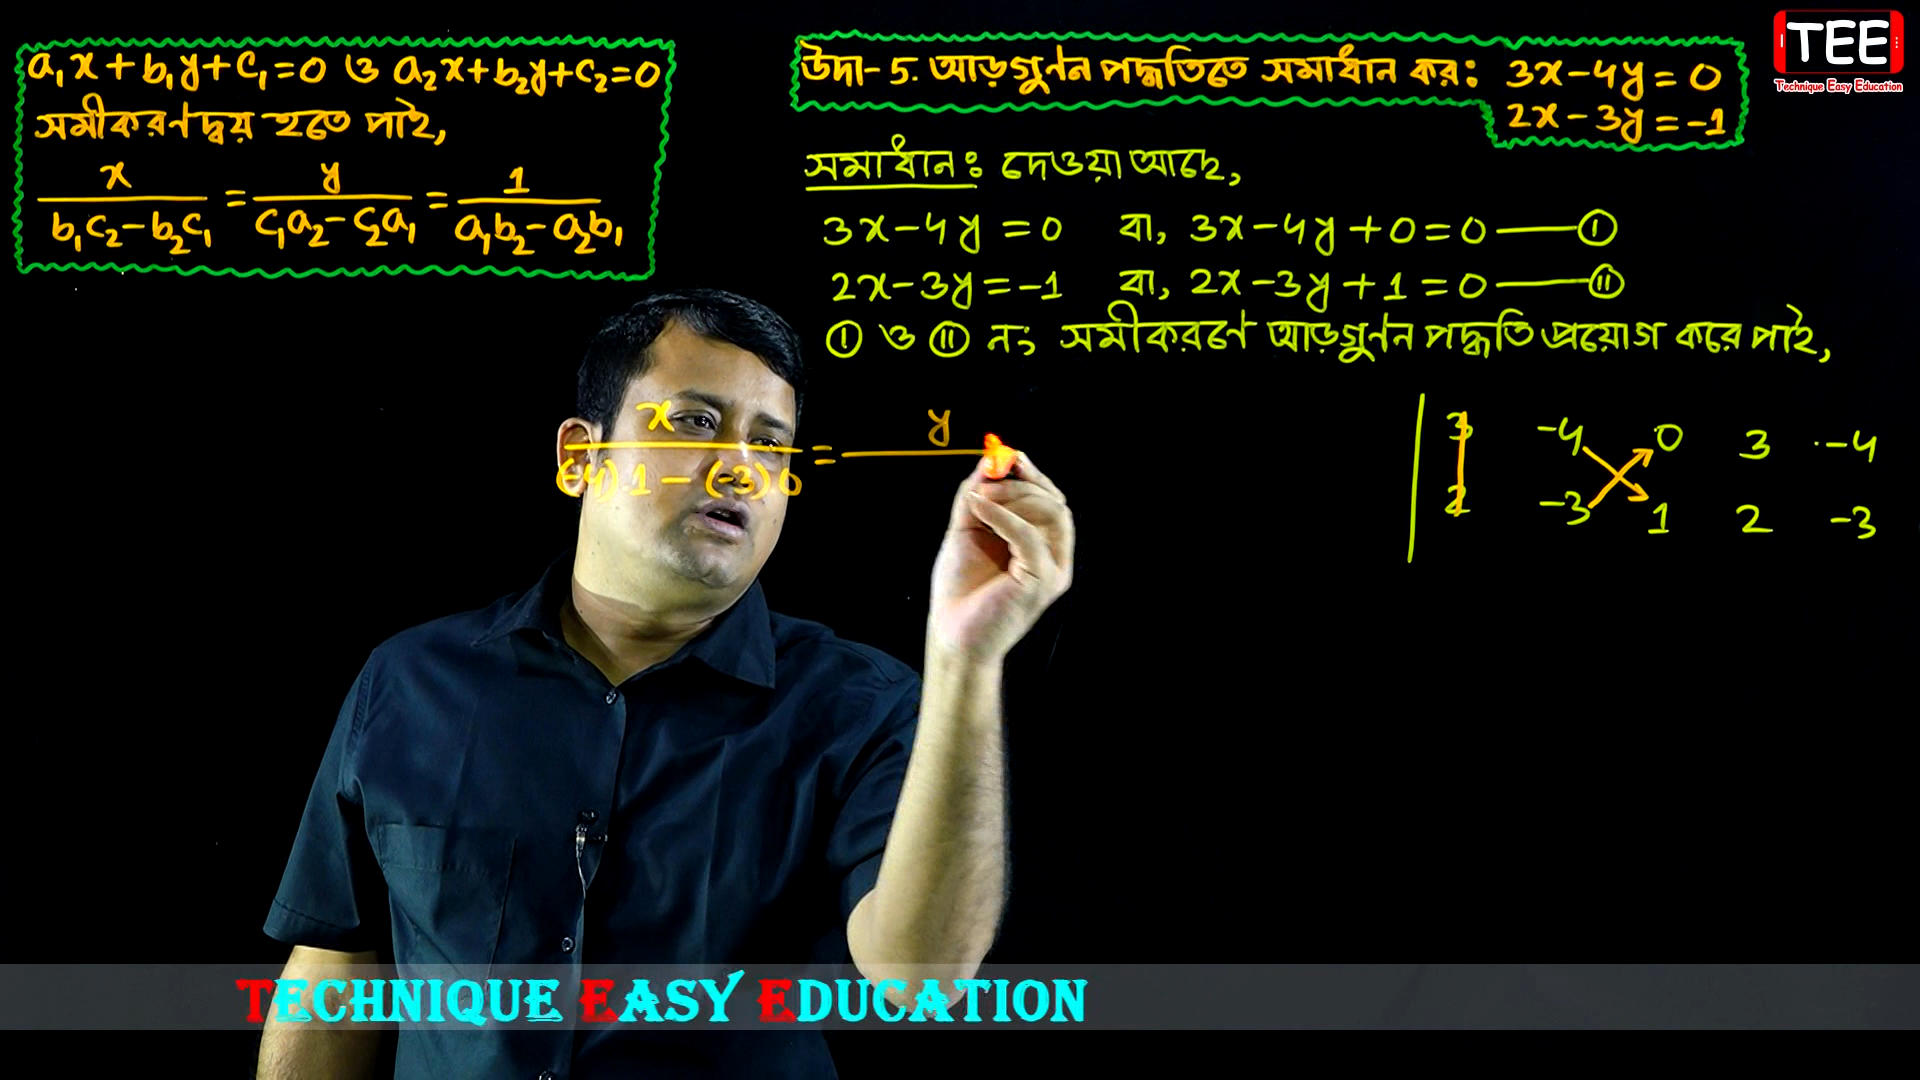 a₁x + b₁y + c₁ = 0 ও a₂x + b₂y + c₂ = 0
সমীকরণদ্বয় হতে পাই,
x/(b₁c₂ − b₂c₁) = y/(c₁a₂ − c₂a₁) = 1/(a₁b₂ − a₂b₁)
উদা- 5. আড়গুণন পদ্ধতিতে সমাধান কর: 3x − 4y = 0
2x − 3y = −1
TEE
Technique Easy Education
সমাধান: দেওয়া আছে,
3x − 4y = 0 বা, 3x − 4y + 0 = 0 —— ⓘ
2x − 3y = −1 বা, 2x − 3y + 1 = 0 —— ⅱ
ⓘ ও ⅱ নং সমীকরণে আড়গুণন পদ্ধতি প্রয়োগ করে পাই,
x/((−4).1 − (−3)0) = y
3 −4 0 3 −4
2 −3 1 2 −3
TECHNIQUE EASY EDUCATION